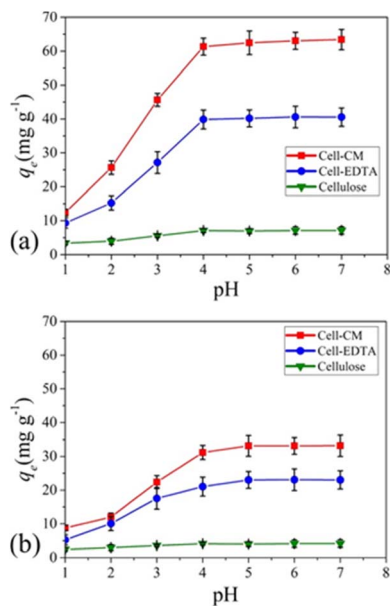 70
60
50
40
30
20
10
0
qₑ(mg g⁻¹)
Cell-CM
Cell-EDTA
Cellulose
(a)
1 2 3 4 5 6 7 8
pH
70
60
50
40
30
20
10
0
qₑ(mg g⁻¹)
Cell-CM
Cell-EDTA
Cellulose
(b)
1 2 3 4 5 6 7 8
pH